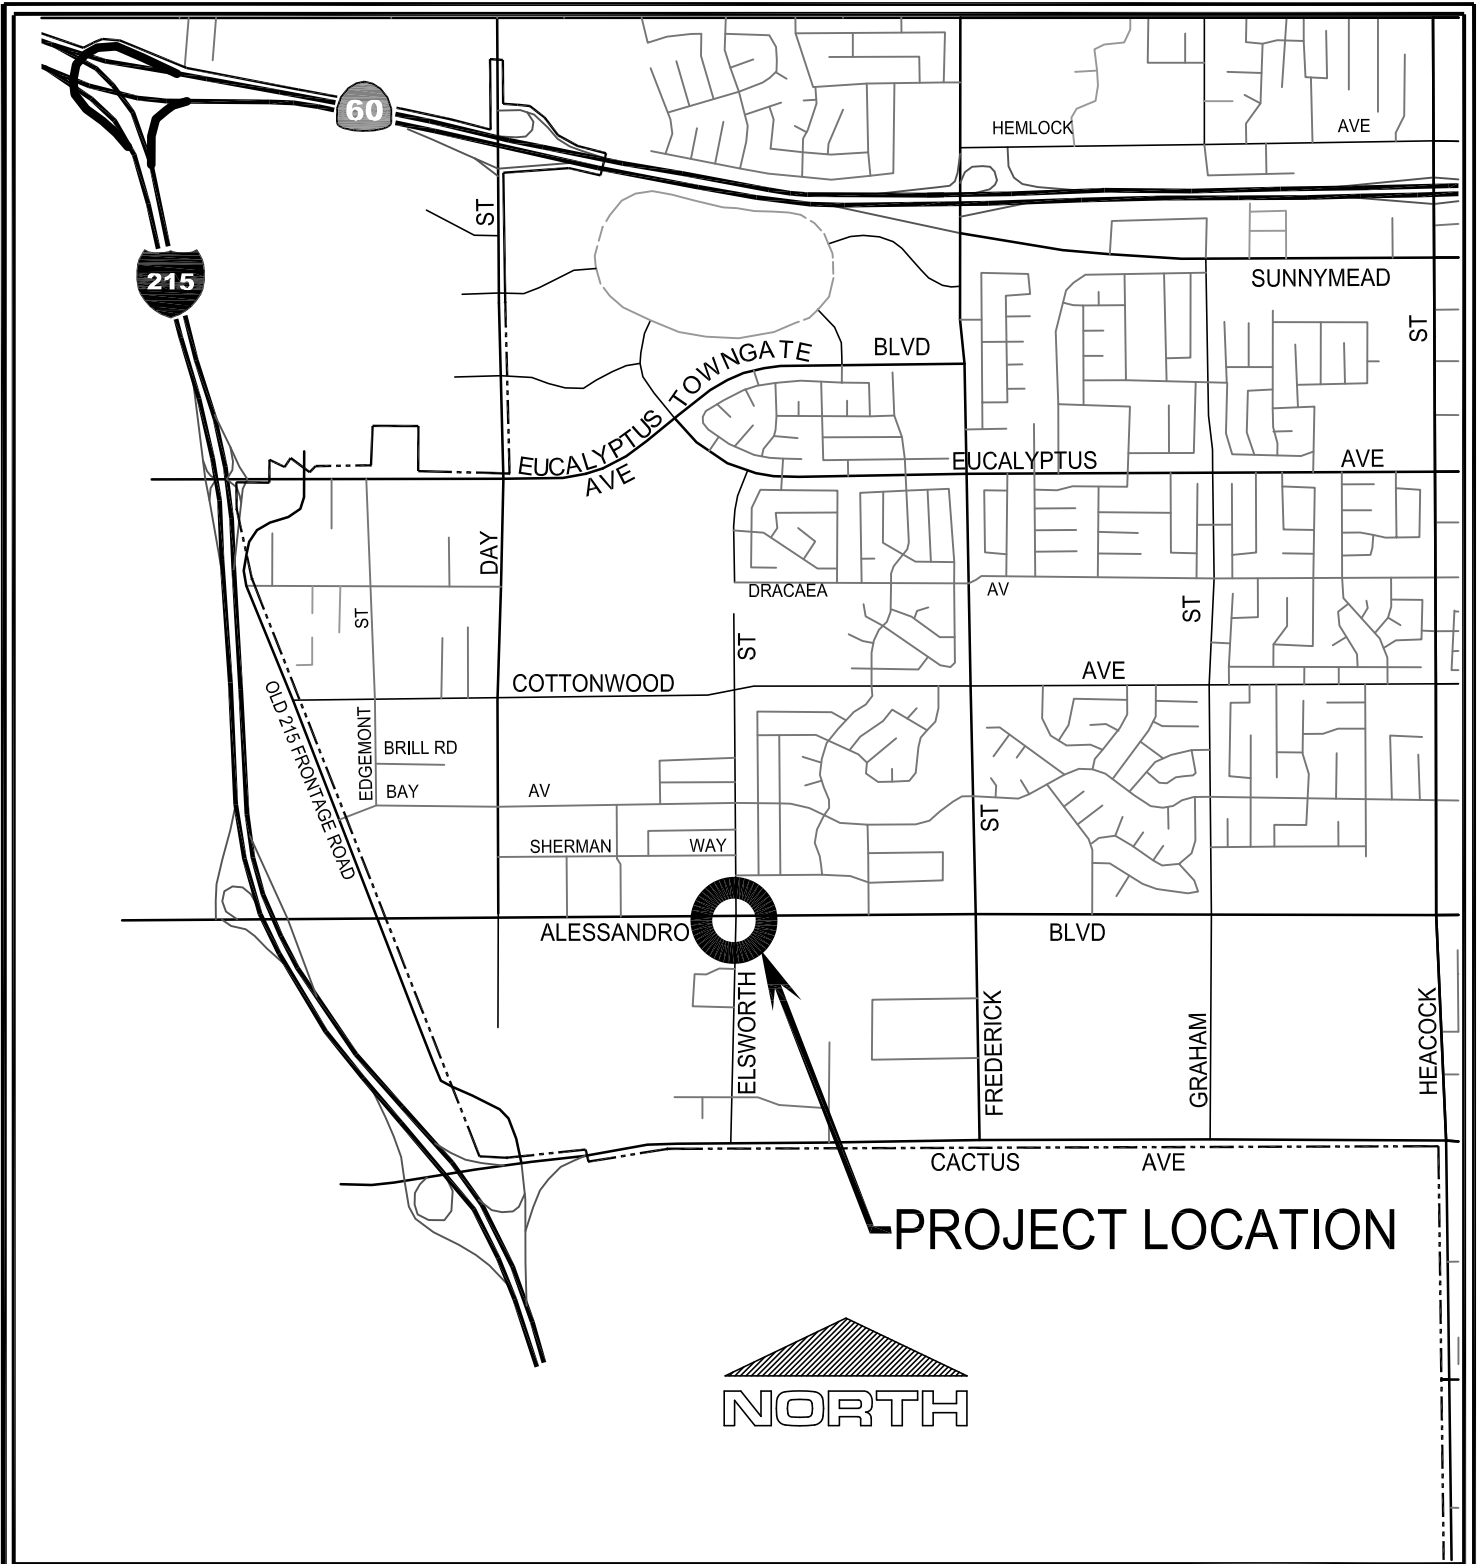 60
HEMLOCK AVE
ST
215
SUNNYMEAD
ST
EUCALYPTUS TOWNGATE BLVD
AVE
EUCALYPTUS AVE
DAY
DRACAEA AV
ST
ST
ST
COTTONWOOD AVE
OLD 215 FRONTAGE ROAD
EDGEMONT
BRILL RD
BAY AV
ST
SHERMAN WAY
ALESSANDRO BLVD
ELSWORTH
FREDERICK
GRAHAM
HEACOCK
CACTUS AVE
PROJECT LOCATION
NORTH